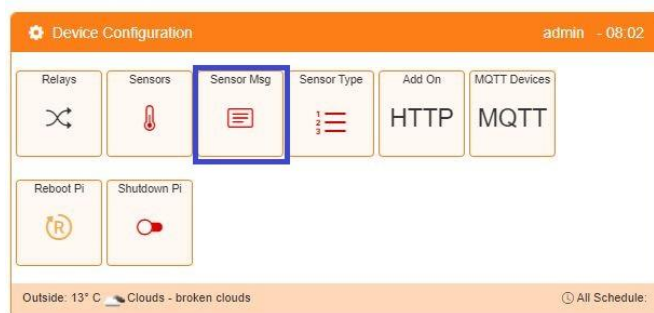 Device Configuration admin - 08:02
Relays Sensors Sensor Msg Sensor Type Add On MQTT Devices
1 2 3 HTTP MQTT
Reboot Pi Shutdown Pi
R
Outside: 13° C Clouds - broken clouds All Schedule: